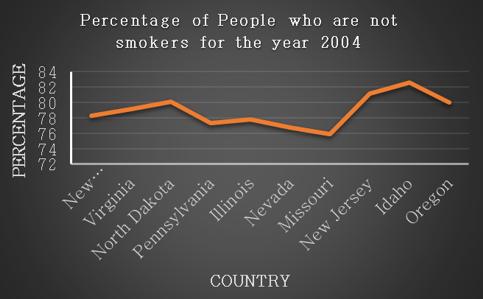 Percentage of People who are not
smokers for the year 2004
PERCENTAGE
84
82
80
78
76
74
72
New...
Virginia
North Dakota
Pennsylvania
Illinois
Nevada
Missouri
New Jersey
Idaho
Oregon
COUNTRY